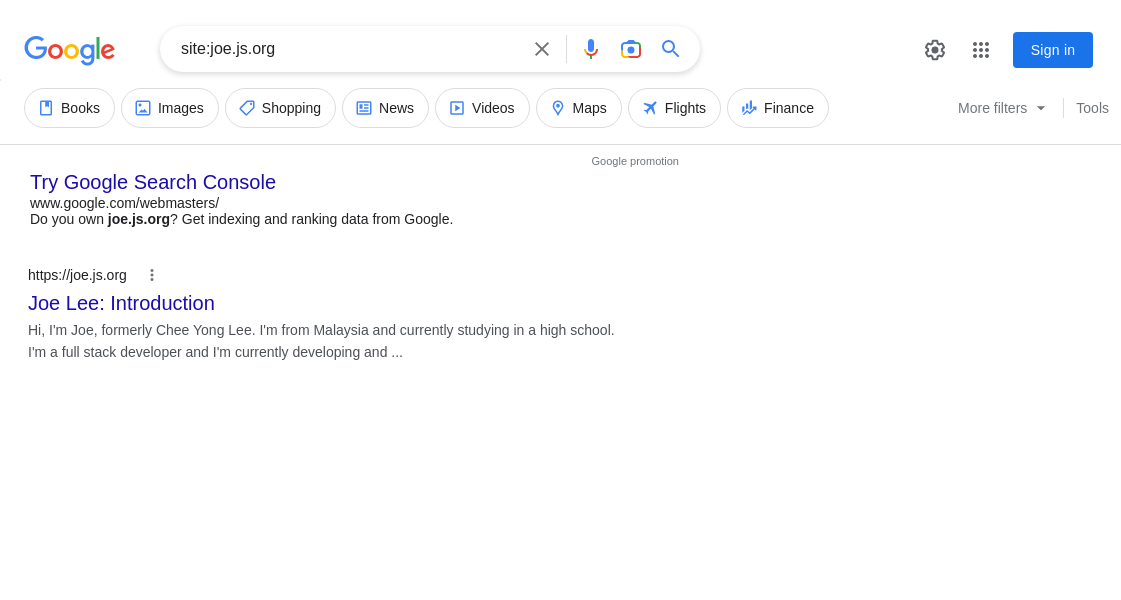 Google
site:joe.js.org
Sign in
Books
Images
Shopping
News
Videos
Maps
Flights
Finance
More filters
Tools
Google promotion
Try Google Search Console
www.google.com/webmasters/
Do you own joe.js.org? Get indexing and ranking data from Google.
https://joe.js.org
Joe Lee: Introduction
Hi, I'm Joe, formerly Chee Yong Lee. I'm from Malaysia and currently studying in a high school.
I'm a full stack developer and I'm currently developing and ...